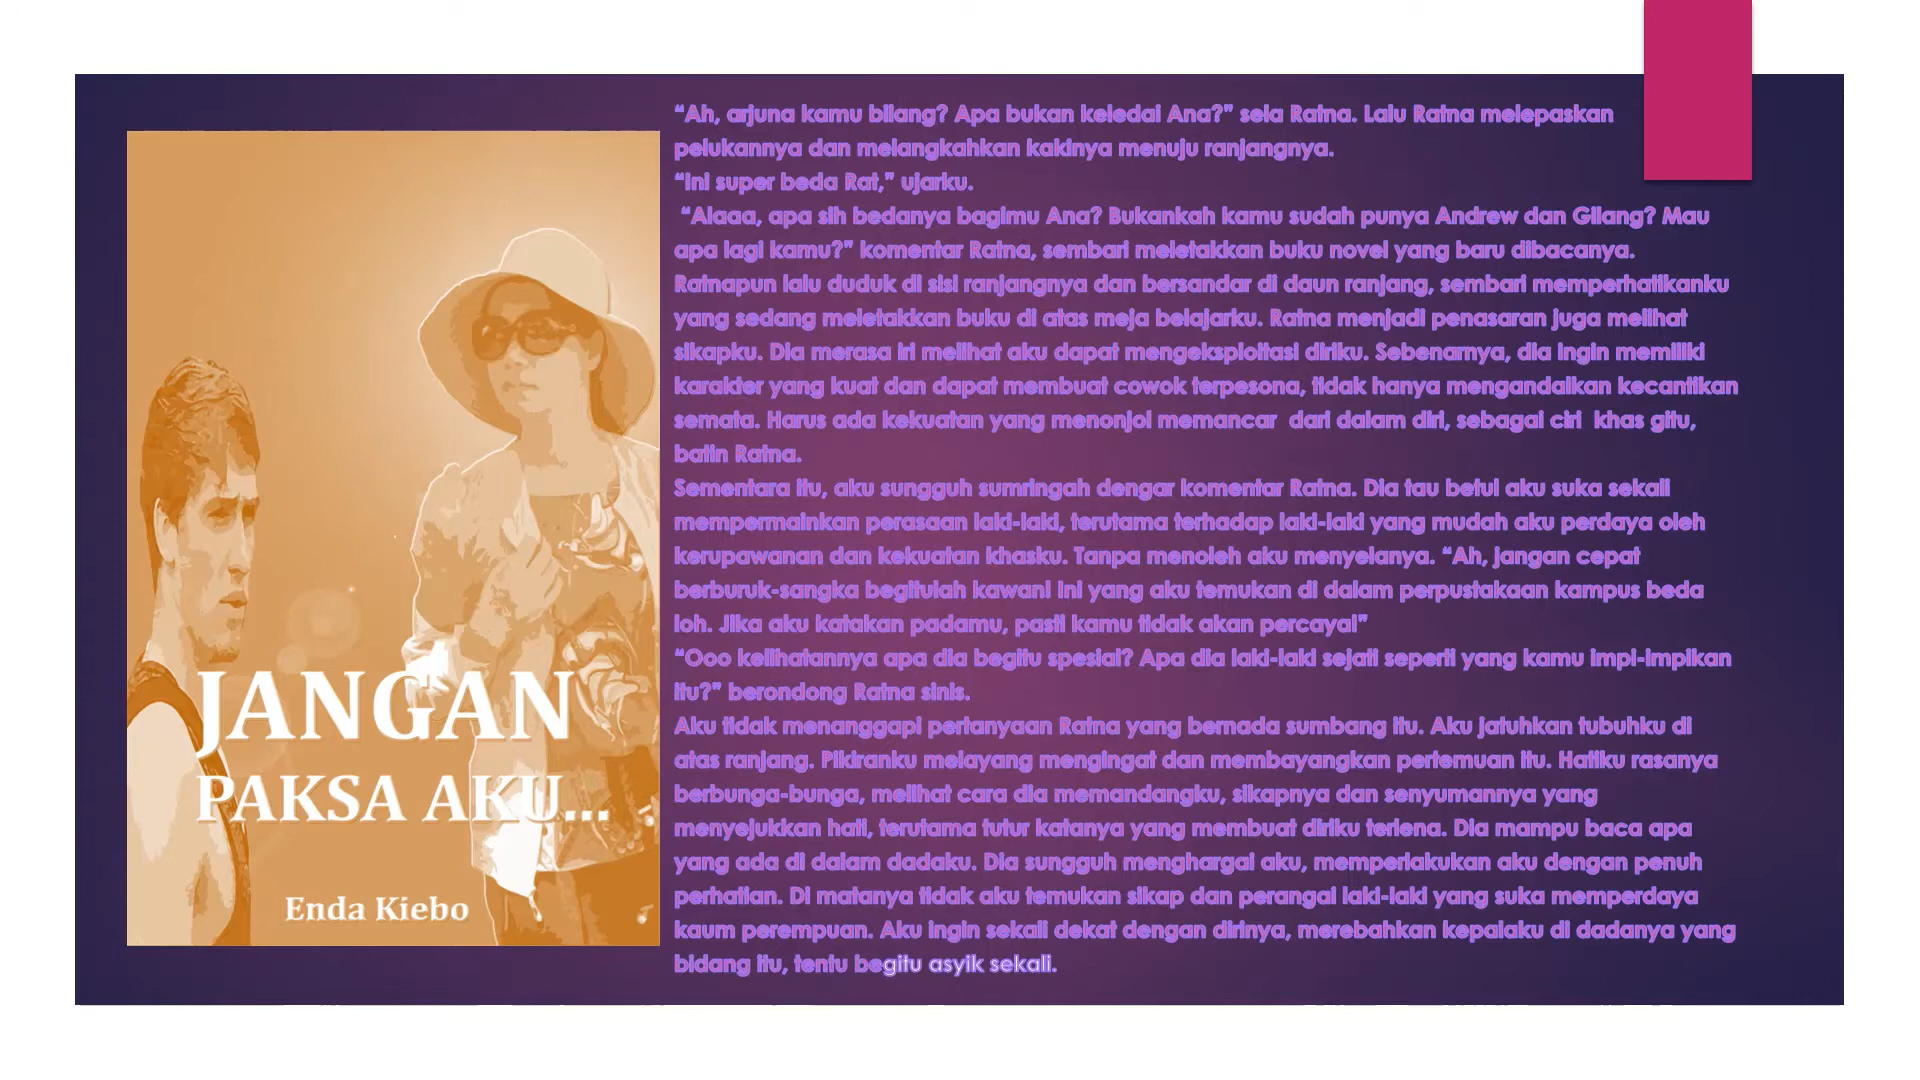 JANGAN
PAKSA AKU...
Enda Kiebo
“Ah, arjuna kamu bilang? Apa bukan keledai Ana?” sela Ratna. Lalu Ratna melepaskan
pelukannya dan melangkahkan kakinya menuju ranjangnya.
“Ini super beda Rat,” ujarku.
“Alaaa, apa sih bedanya bagimu Ana? Bukankah kamu sudah punya Andrew dan Gilang? Mau
apa lagi kamu?” komentar Ratna, sembari meletakkan buku novel yang baru dibacanya.
Ratnapun lalu duduk di sisi ranjangnya dan bersandar di daun ranjang, sembari memperhatikanku
yang sedang meletakkan buku di atas meja belajarku. Ratna menjadi penasaran juga melihat
sikapku. Dia merasa iri melihat aku dapat mengeksploitasi diriku. Sebenarnya, dia ingin memiliki
karakter yang kuat dan dapat membuat cowok terpesona, tidak hanya mengandalkan kecantikan
semata. Harus ada kekuatan yang menonjol memancar  dari dalam diri, sebagai ciri  khas gitu,
batin Ratna.
Sementara itu, aku sungguh sumringah dengar komentar Ratna. Dia tau betul aku suka sekali
mempermainkan perasaan laki-laki, terutama terhadap laki-laki yang mudah aku perdaya oleh
kerupawanan dan kekuatan khasku. Tanpa menoleh aku menyelanya. “Ah, jangan cepat
berburuk-sangka begitulah kawan! Ini yang aku temukan di dalam perpustakaan kampus beda
loh. Jika aku katakan padamu, pasti kamu tidak akan percaya!”
“Ooo kelihatannya apa dia begitu spesial? Apa dia laki-laki sejati seperti yang kamu impi-impikan
itu?” berondong Ratna sinis.
Aku tidak menanggapi pertanyaan Ratna yang bernada sumbang itu. Aku jatuhkan tubuhku di
atas ranjang. Pikiranku melayang mengingat dan membayangkan pertemuan itu. Hatiku rasanya
berbunga-bunga, melihat cara dia memandangku, sikapnya dan senyumannya yang
menyejukkan hati, terutama tutur katanya yang membuat diriku terlena. Dia mampu baca apa
yang ada di dalam dadaku. Dia sungguh menghargai aku, memperlakukan aku dengan penuh
perhatian. Di matanya tidak aku temukan sikap dan perangai laki-laki yang suka memperdaya
kaum perempuan. Aku ingin sekali dekat dengan dirinya, merebahkan kepalaku di dadanya yang
bidang itu, tentu begitu asyik sekali.